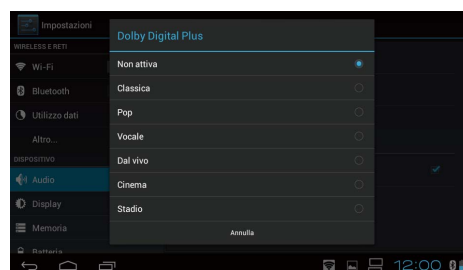 Impostazioni
WIRELESS E RETI
Wi-Fi
Bluetooth
Utilizzo dati
Altro...
DISPOSITIVO
Audio
Display
Memoria
Batteria
Dolby Digital Plus
Non attiva
Classica
Pop
Vocale
Dal vivo
Cinema
Stadio
Annulla
12:00